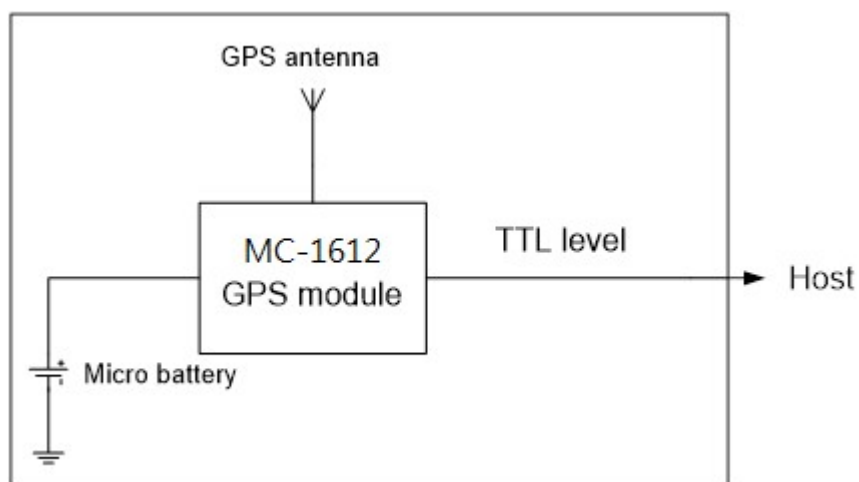 GPS antenna
MC-1612
GPS module
TTL level
Host
+
Micro battery